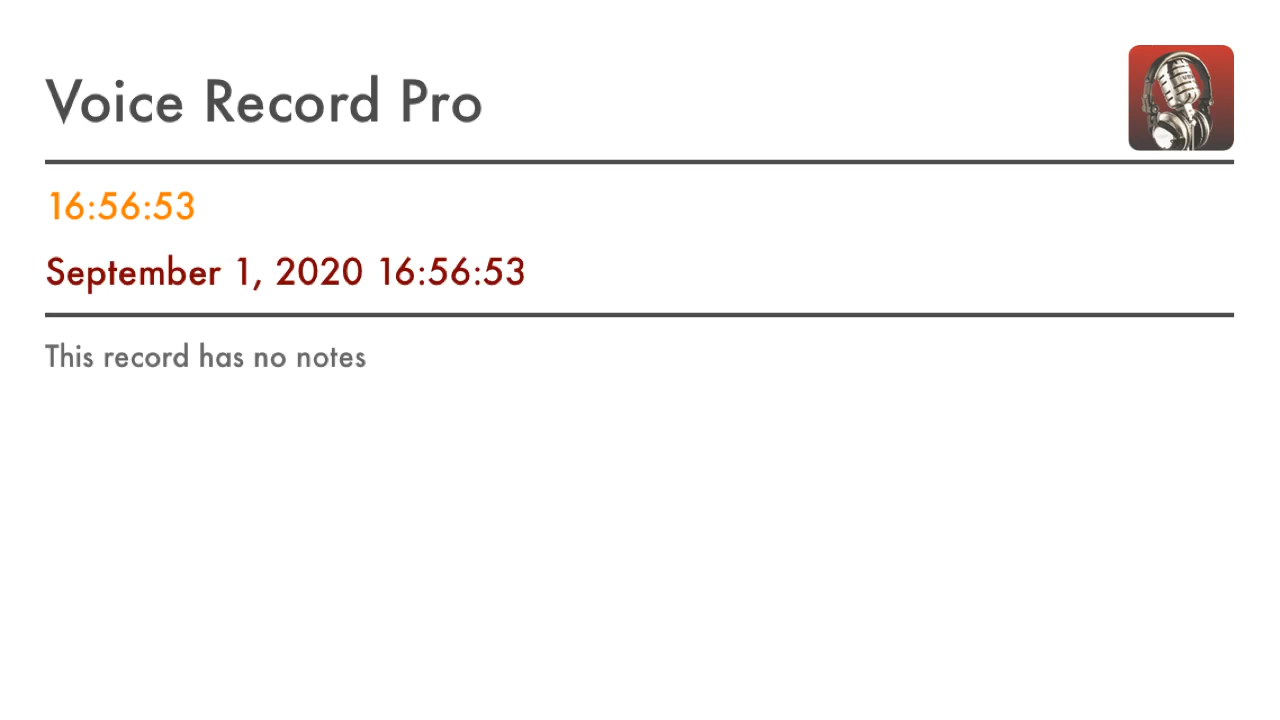 Voice Record Pro
16:56:53
September 1, 2020 16:56:53
This record has no notes